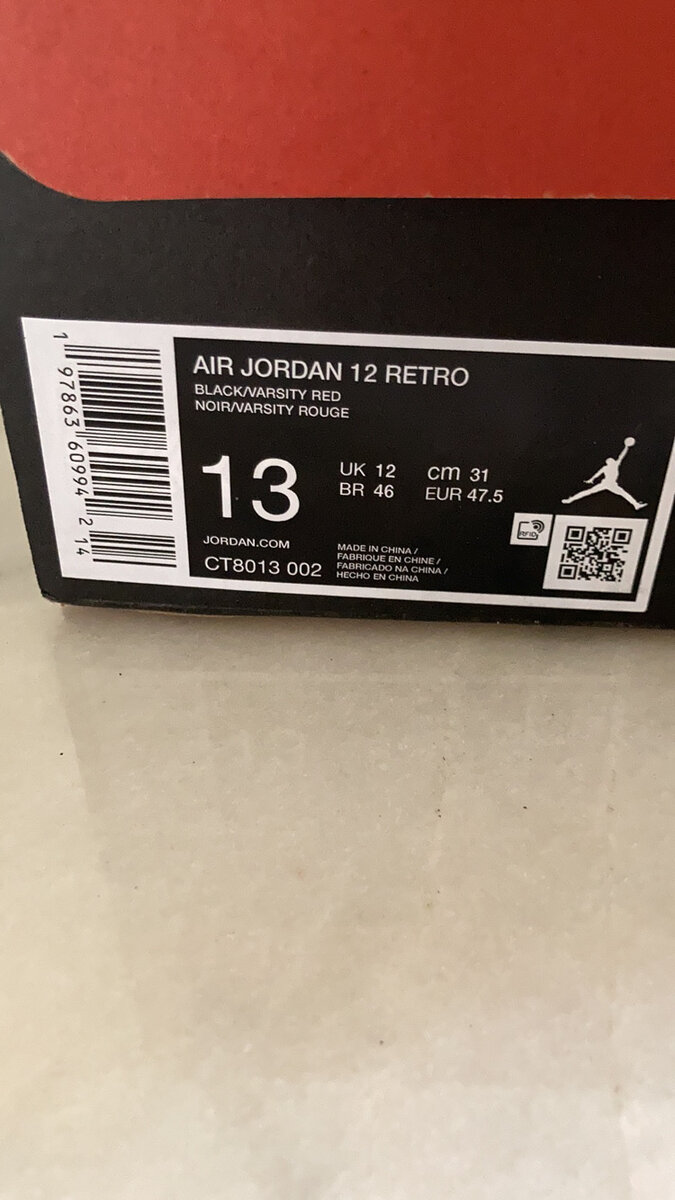 1 97863 60994 2 14
AIR JORDAN 12 RETRO
BLACK/VARSITY RED
NOIR/VARSITY ROUGE
13
UK 12 cm 31
BR 46 EUR 47.5
JORDAN.COM
CT8013 002
MADE IN CHINA /
FABRIQUE EN CHINE /
FABRICADO NA CHINA /
HECHO EN CHINA
RFID